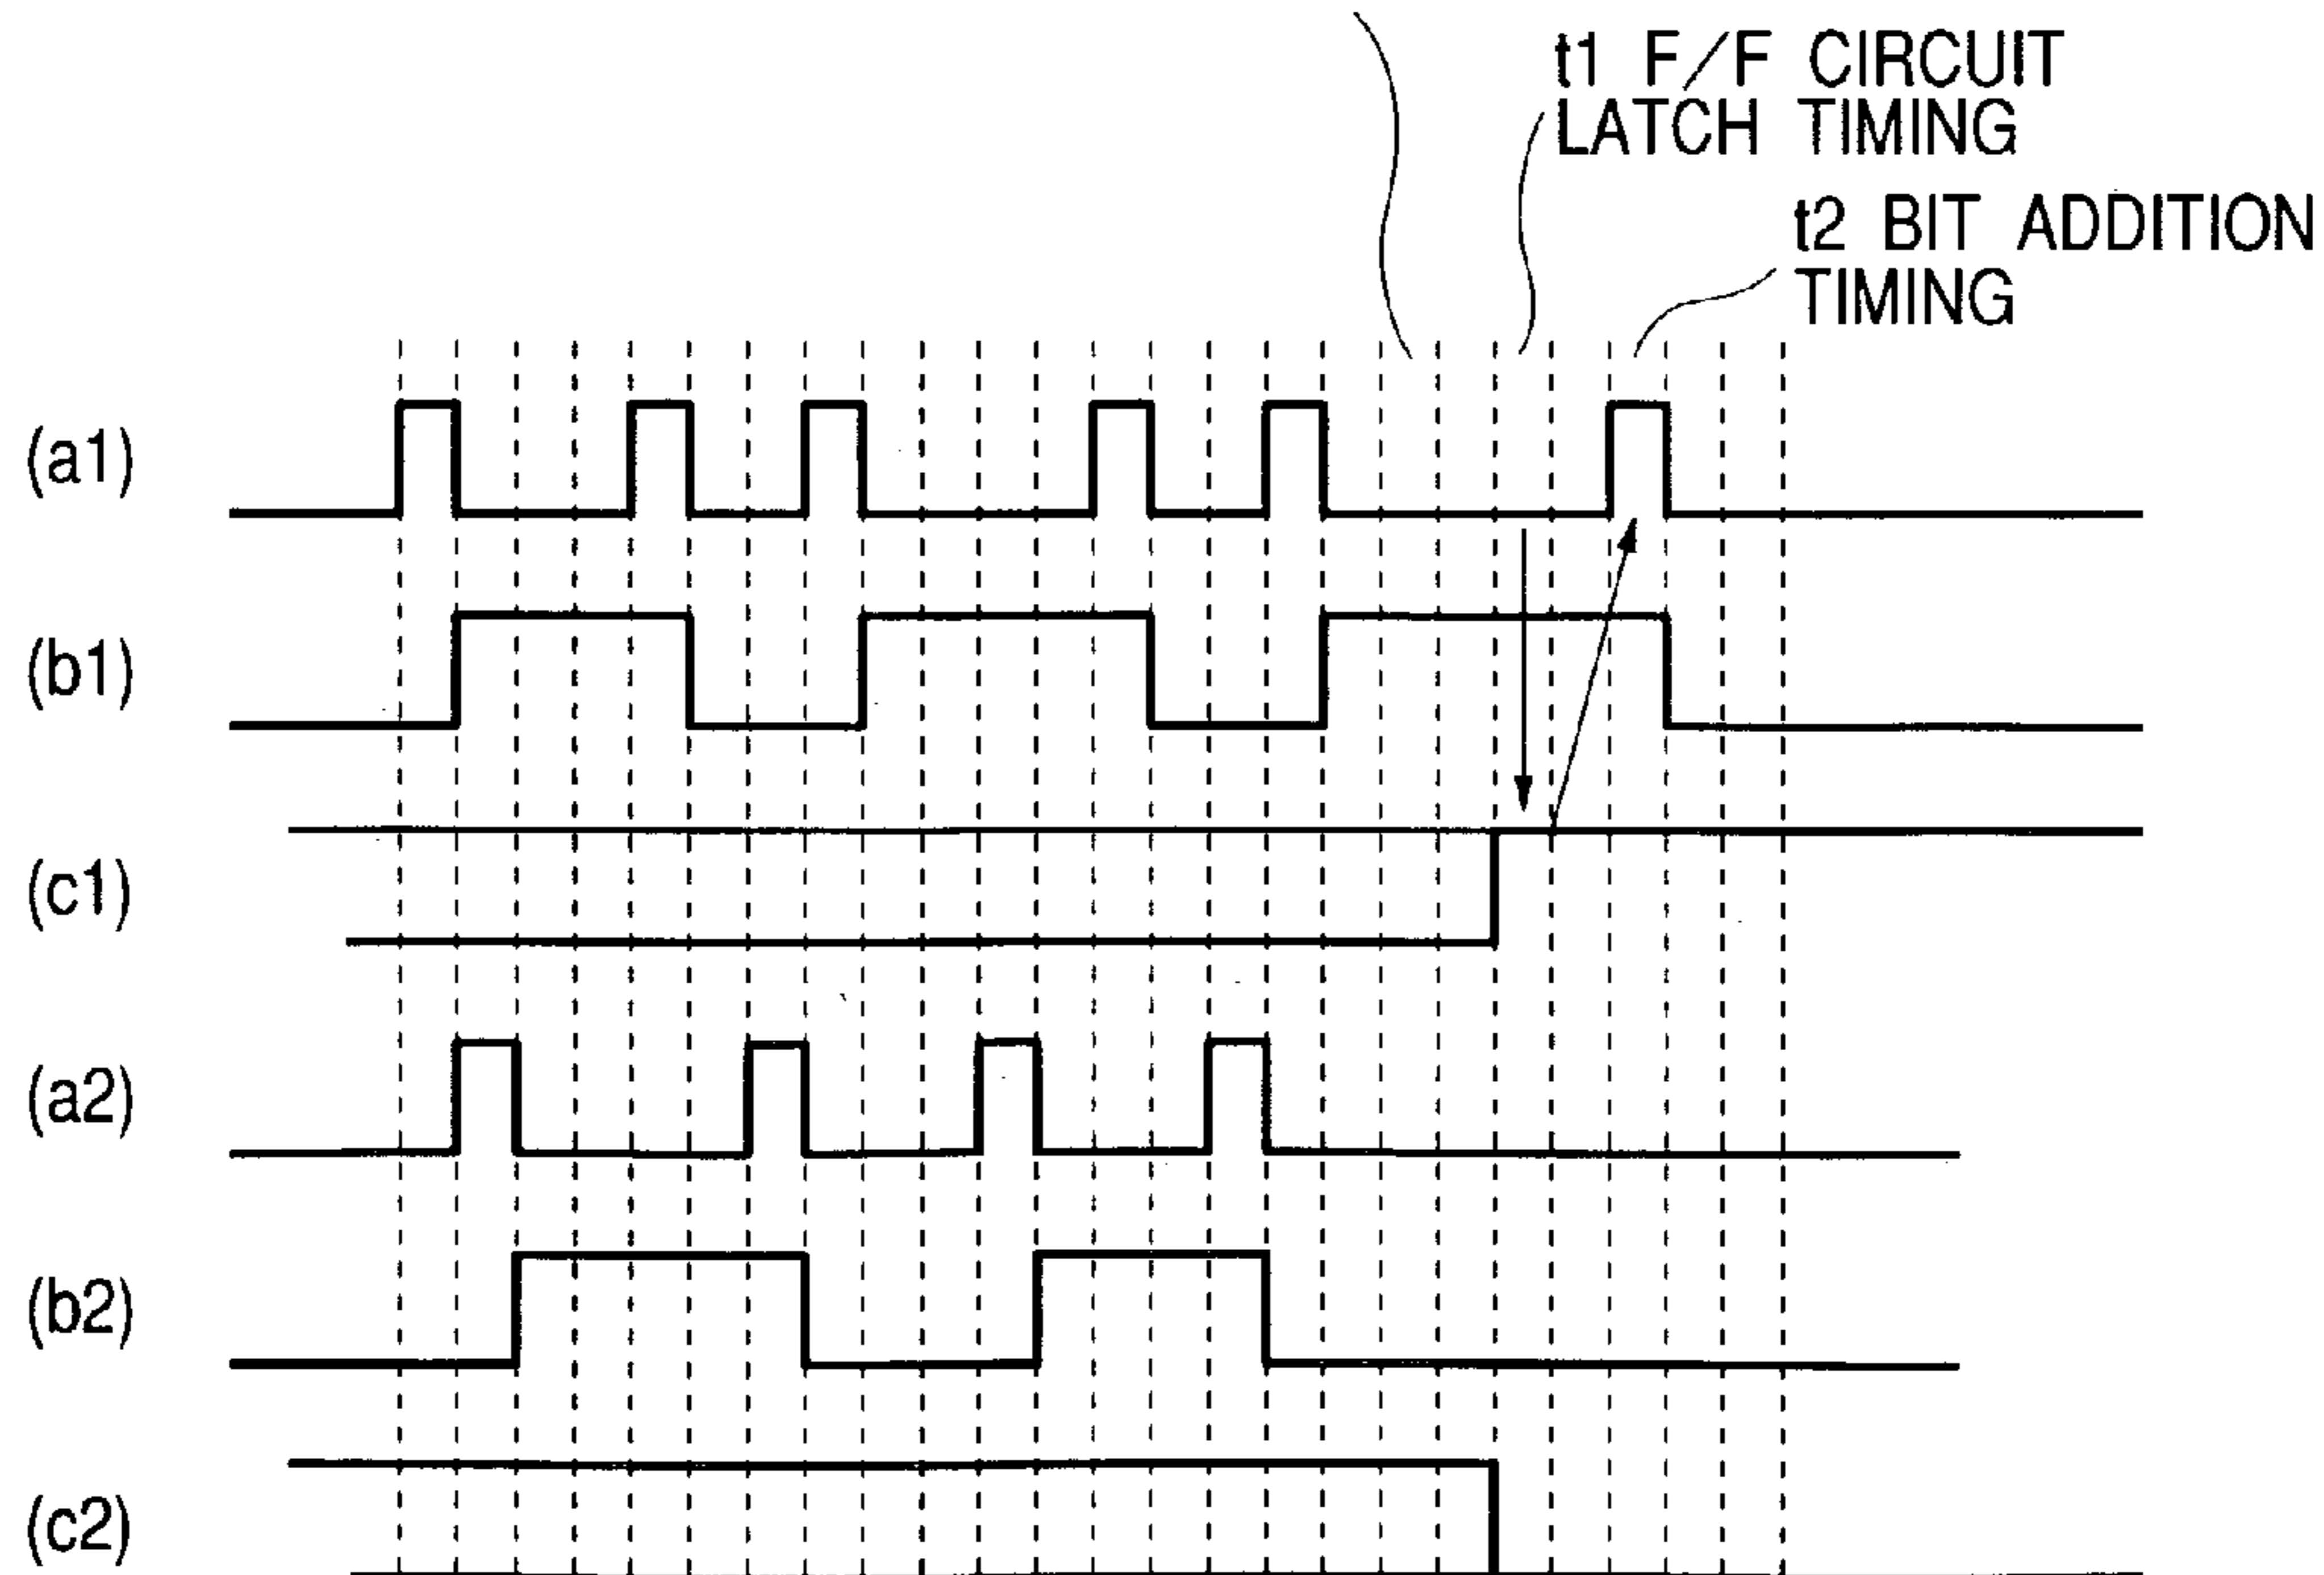 t1 F/F CIRCUIT
LATCH TIMING
t2 BIT ADDITION
TIMING
(a1)
(b1)
(c1)
(a2)
(b2)
(c2)